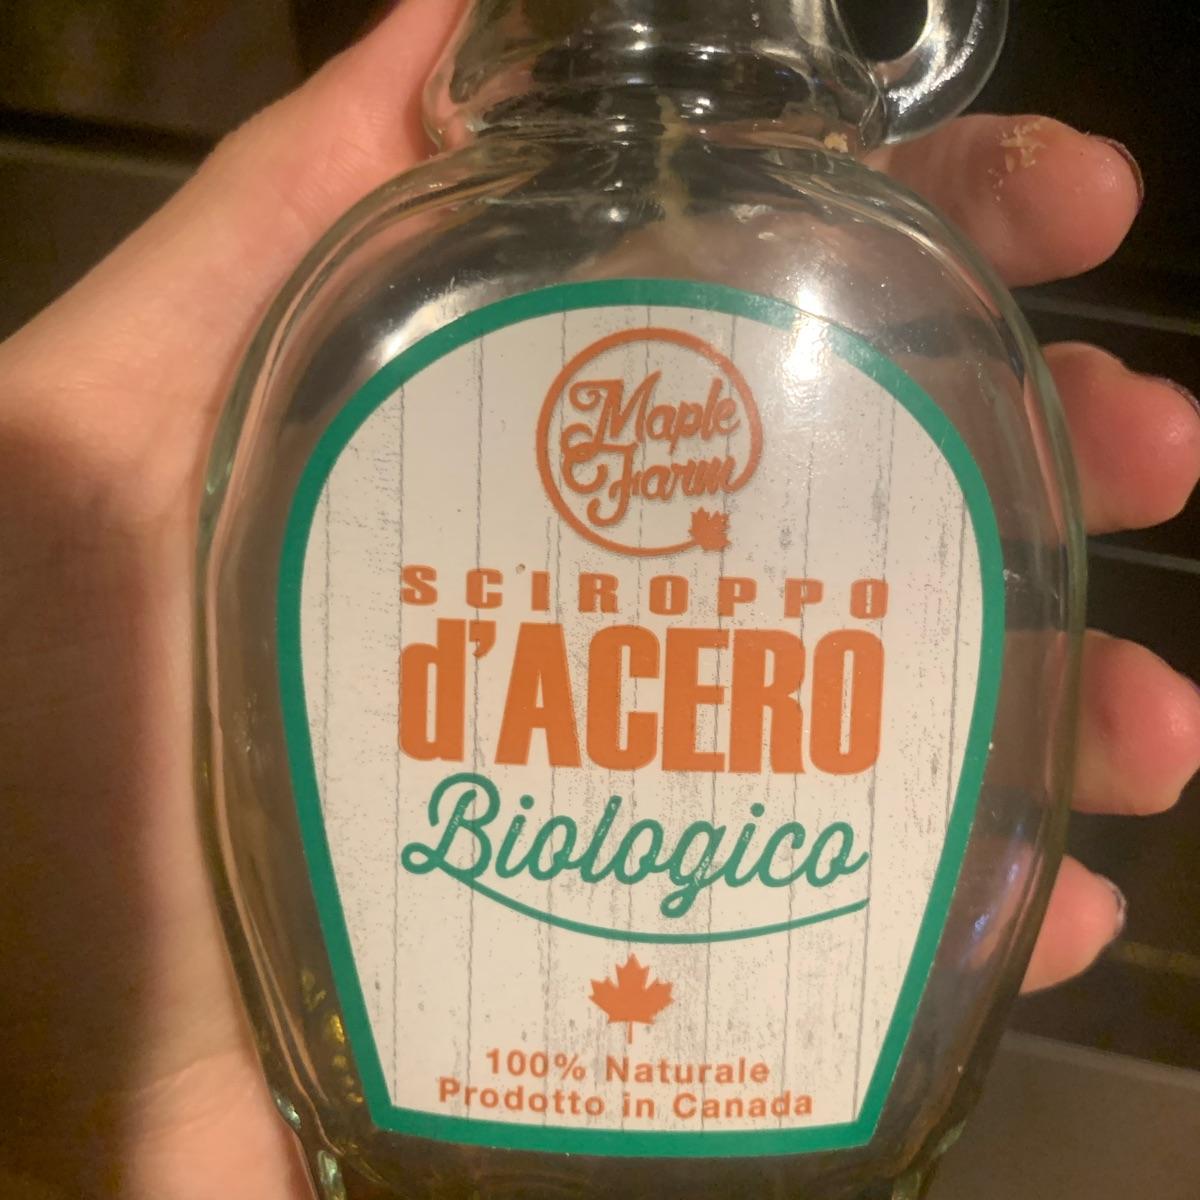 Maple
Farm
SCIROPPO
d'ACERO
Biologico
100% Naturale
Prodotto in Canada